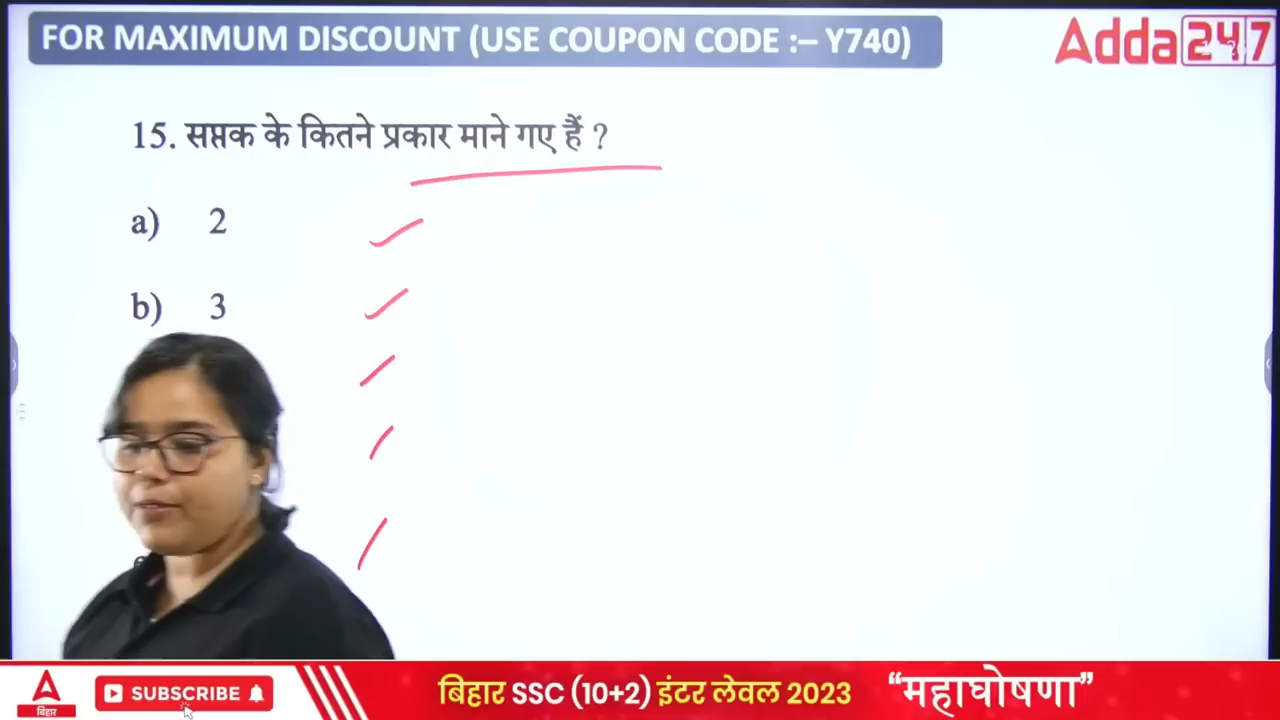 FOR MAXIMUM DISCOUNT (USE COUPON CODE :– Y740)
Adda247
15. सप्तक के कितने प्रकार माने गए हैं ?
a) 2
b) 3
बिहार
SUBSCRIBE
बिहार SSC (10+2) इंटर लेवल 2023 “महाघोषणा”